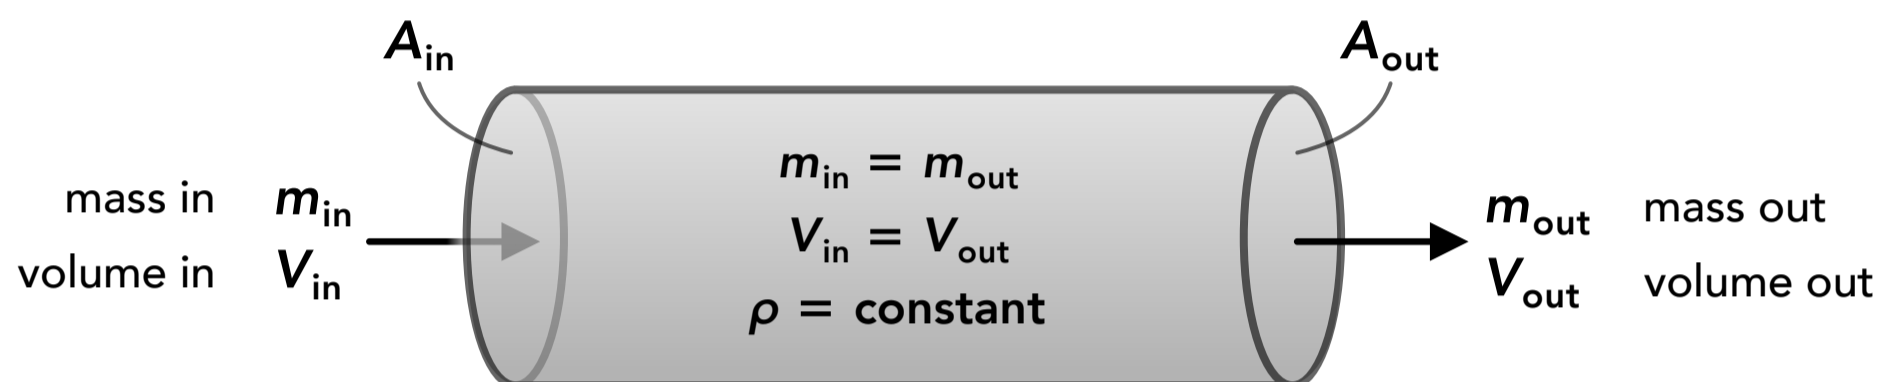 A_in
A_out
mass in m_in
volume in V_in
m_in = m_out
V_in = V_out
ρ = constant
m_out mass out
V_out volume out